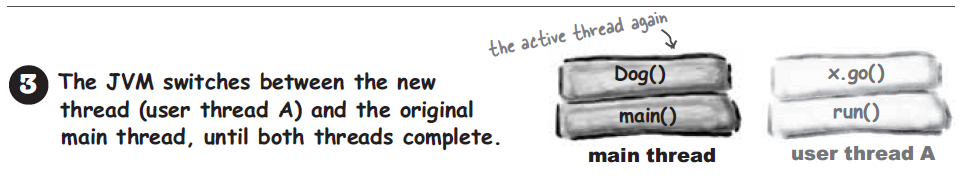 the active thread again
3 The JVM switches between the new
thread (user thread A) and the original
main thread, until both threads complete.
Dog()
main()
main thread
x.go()
run()
user thread A